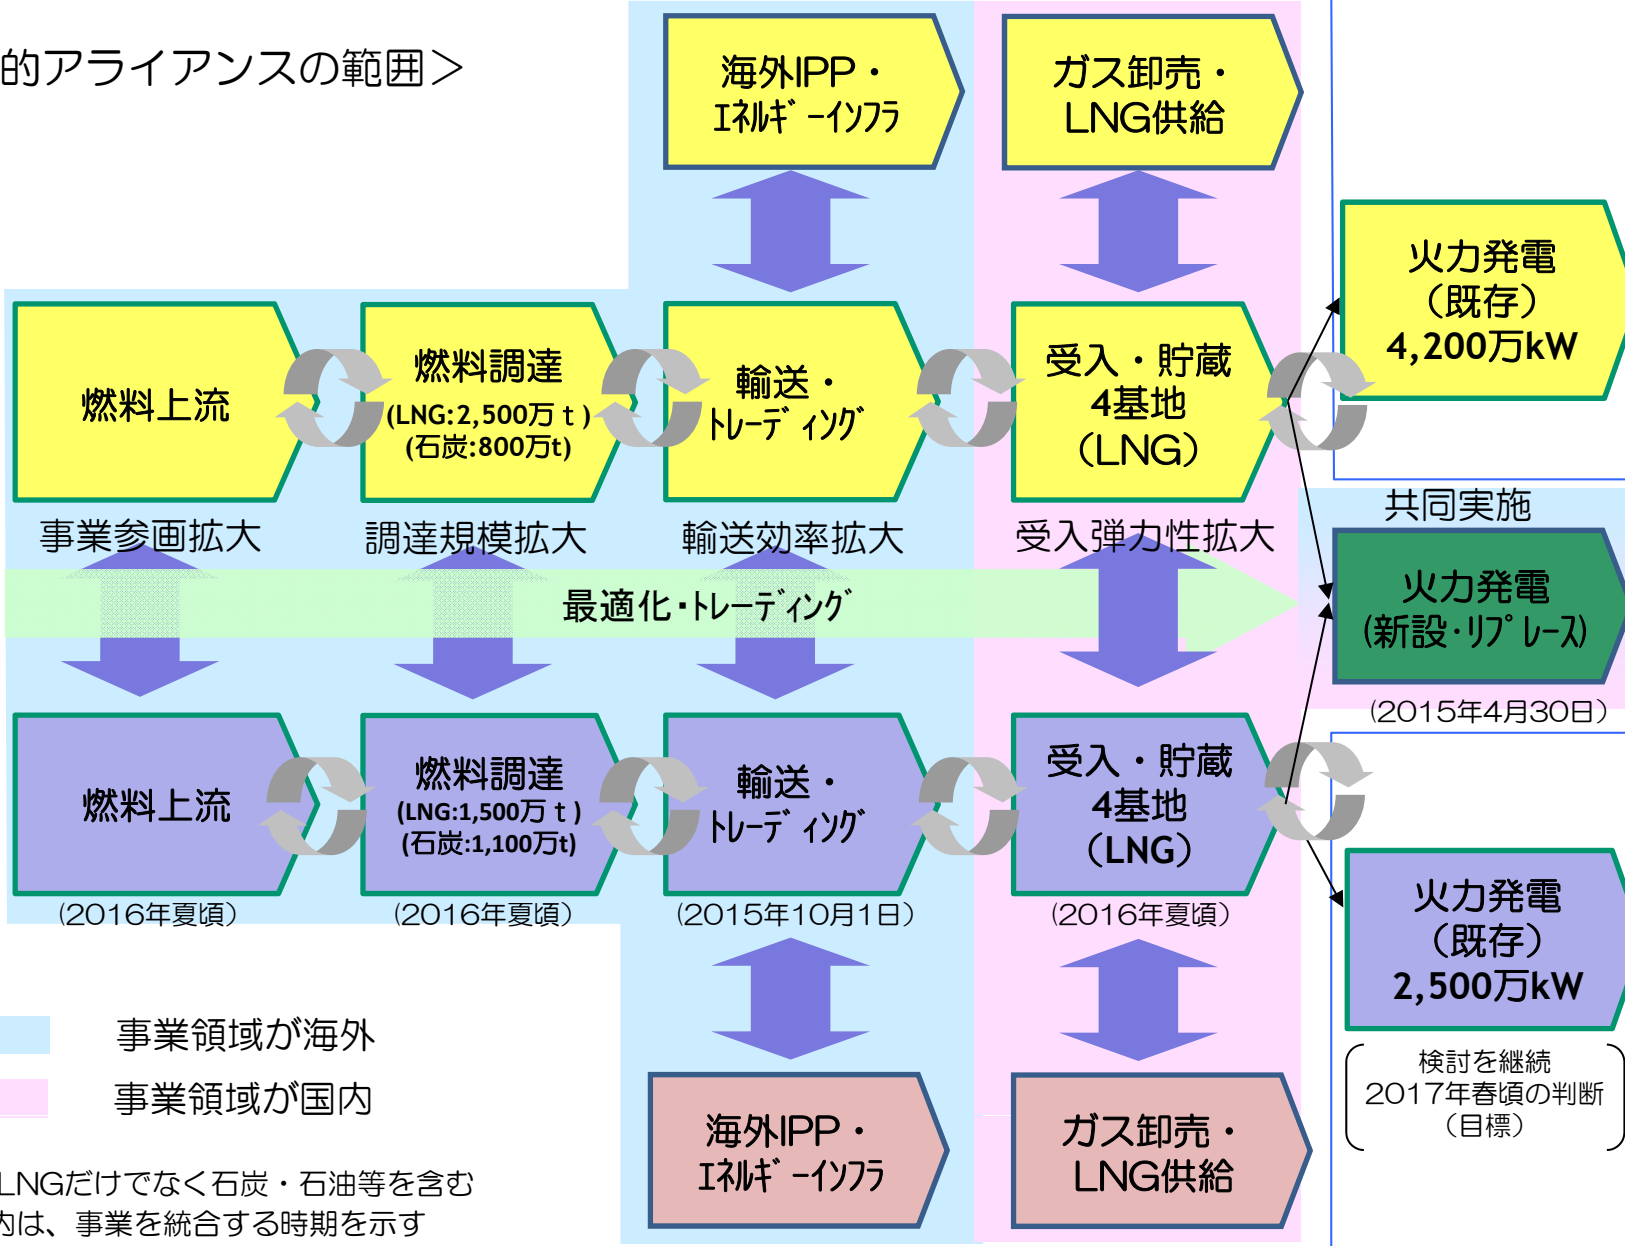 的アライアンスの範囲＞
海外IPP・
エネルギーインフラ
ガス卸売・
LNG供給
火力発電
（既存）
4,200万kW
燃料上流
燃料調達
(LNG:2,500万ｔ)
(石炭:800万t)
輸送・
トレーディング
受入・貯蔵
4基地
（LNG）
事業参画拡大
調達規模拡大
輸送効率拡大
受入弾力性拡大
共同実施
最適化・トレーディング
火力発電
(新設・リプレース)
(2015年4月30日）
燃料上流
燃料調達
(LNG:1,500万ｔ)
(石炭:1,100万t)
輸送・
トレーディング
受入・貯蔵
4基地
（LNG）
(2016年夏頃）
(2016年夏頃）
(2015年10月1日）
(2016年夏頃）
火力発電
（既存）
2,500万kW
検討を継続
2017年春頃の判断
（目標）
事業領域が海外
事業領域が国内
海外IPP・
エネルギーインフラ
ガス卸売・
LNG供給
LNGだけでなく石炭・石油等を含む
内は、事業を統合する時期を示す